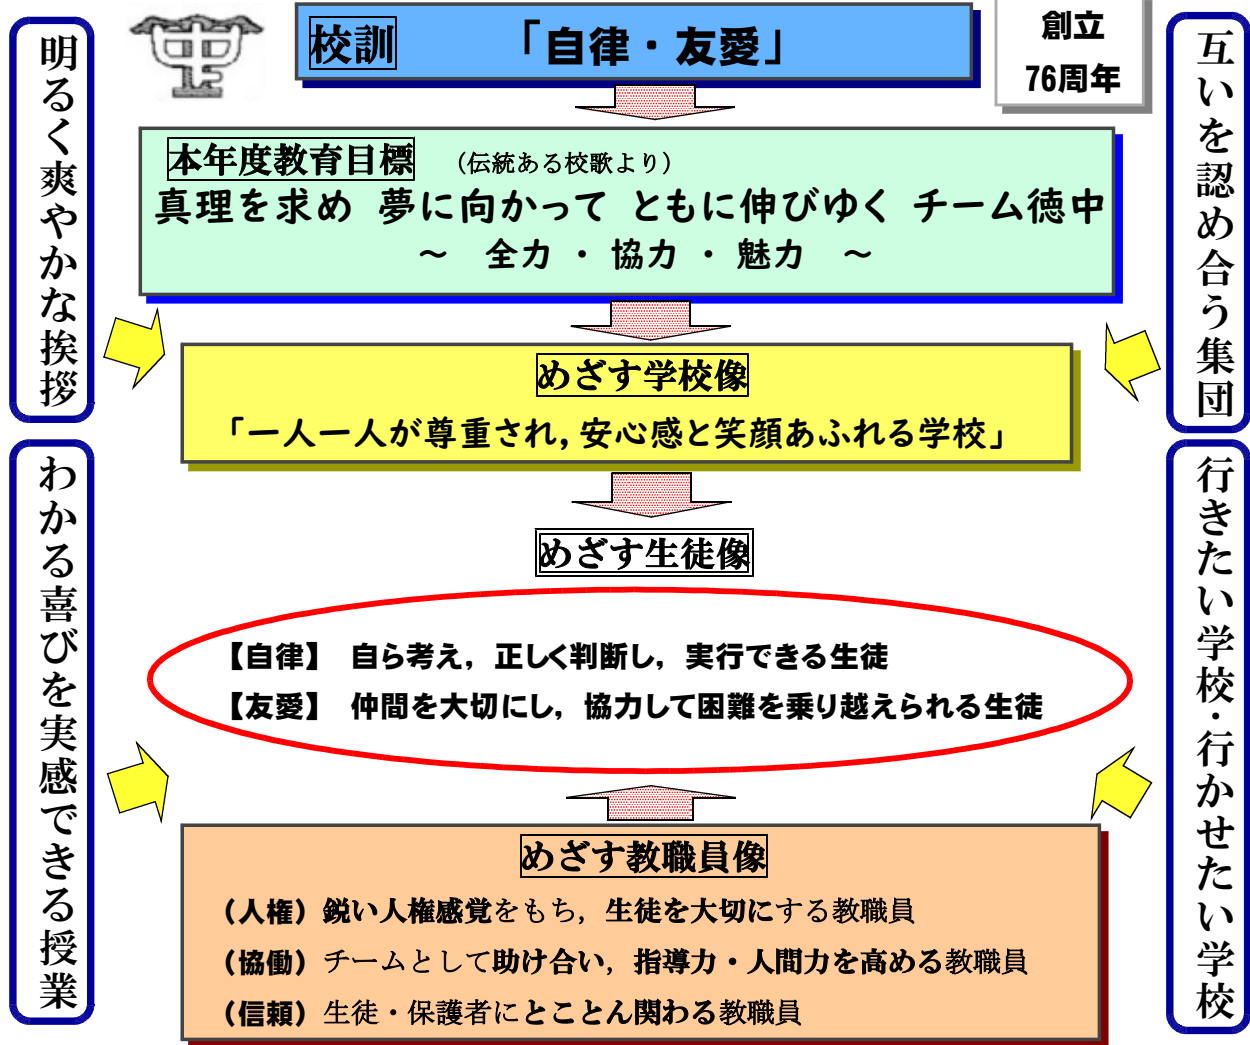 校訓 「自律・友愛」
創立
76周年
本年度教育目標 （伝統ある校歌より）
真理を求め 夢に向かって ともに伸びゆく チーム徳中
～ 全力 ・ 協力 ・ 魅力 ～
めざす学校像
「一人一人が尊重され，安心感と笑顔あふれる学校」
めざす生徒像
【自律】 自ら考え，正しく判断し，実行できる生徒
【友愛】 仲間を大切にし，協力して困難を乗り越えられる生徒
めざす教職員像
（人権）鋭い人権感覚をもち，生徒を大切にする教職員
（協働）チームとして助け合い，指導力・人間力を高める教職員
（信頼）生徒・保護者にとことん関わる教職員
明るく爽やかな挨拶
わかる喜びを実感できる授業
互いを認め合う集団
行きたい学校・行かせたい学校